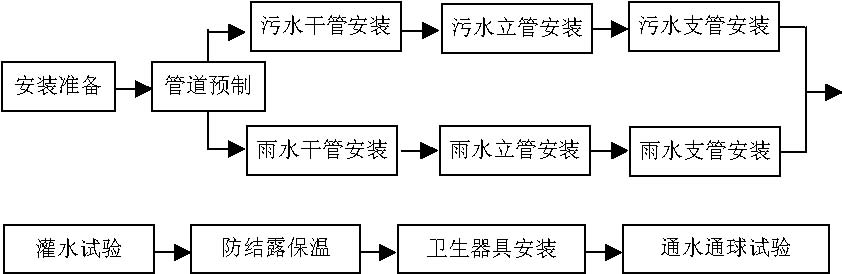 污水干管安装
污水立管安装
污水支管安装
安装准备
管道预制
雨水干管安装
雨水立管安装
雨水支管安装
灌水试验
防结露保温
卫生器具安装
通水通球试验